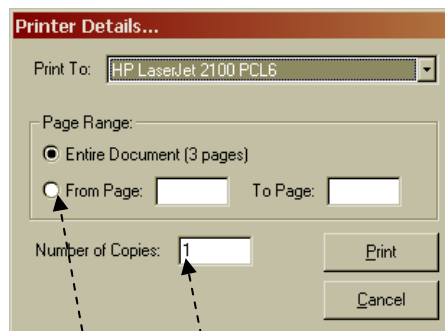 Printer Details...
Print To: HP LaserJet 2100 PCL6
Page Range:
Entire Document (3 pages)
From Page: To Page:
Number of Copies: 1 Print
Cancel